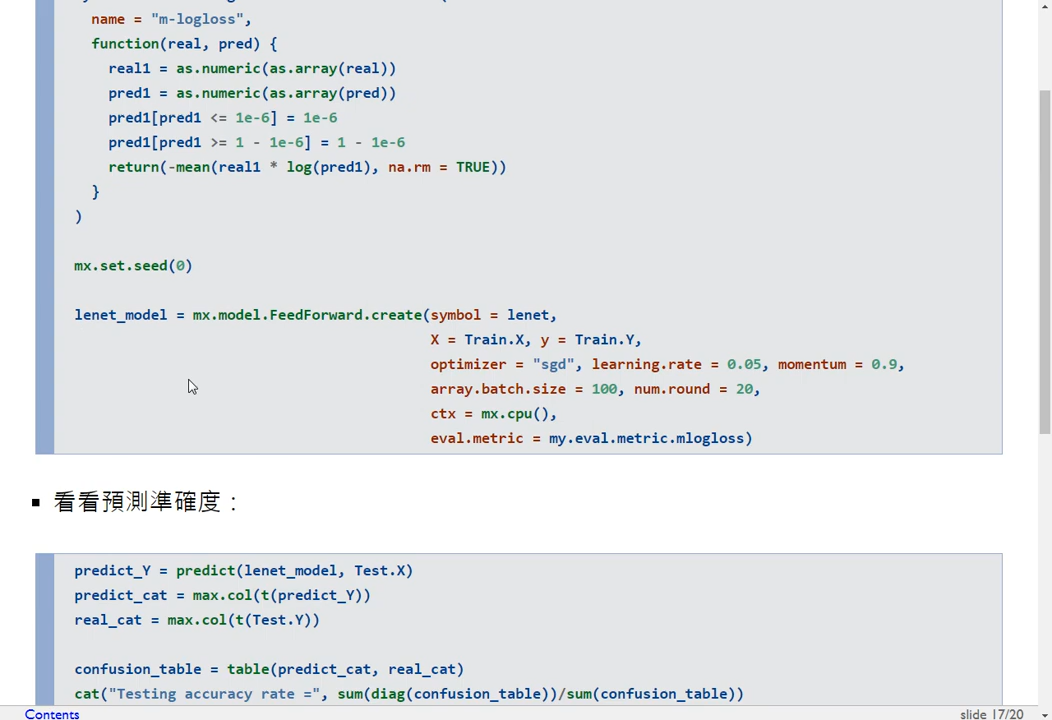 name = "m-logloss",
function(real, pred) {
real1 = as.numeric(as.array(real))
pred1 = as.numeric(as.array(pred))
pred1[pred1 <= 1e-6] = 1e-6
pred1[pred1 >= 1 - 1e-6] = 1 - 1e-6
return(-mean(real1 * log(pred1), na.rm = TRUE))
}
)
mx.set.seed(0)
lenet_model = mx.model.FeedForward.create(symbol = lenet,
X = Train.X, y = Train.Y,
optimizer = "sgd", learning.rate = 0.05, momentum = 0.9,
array.batch.size = 100, num.round = 20,
ctx = mx.cpu(),
eval.metric = my.eval.metric.mlogloss)
▪ 看看預測準確度：
predict_Y = predict(lenet_model, Test.X)
predict_cat = max.col(t(predict_Y))
real_cat = max.col(t(Test.Y))
confusion_table = table(predict_cat, real_cat)
cat("Testing accuracy rate =", sum(diag(confusion_table))/sum(confusion_table))
Contents
slide 17/20